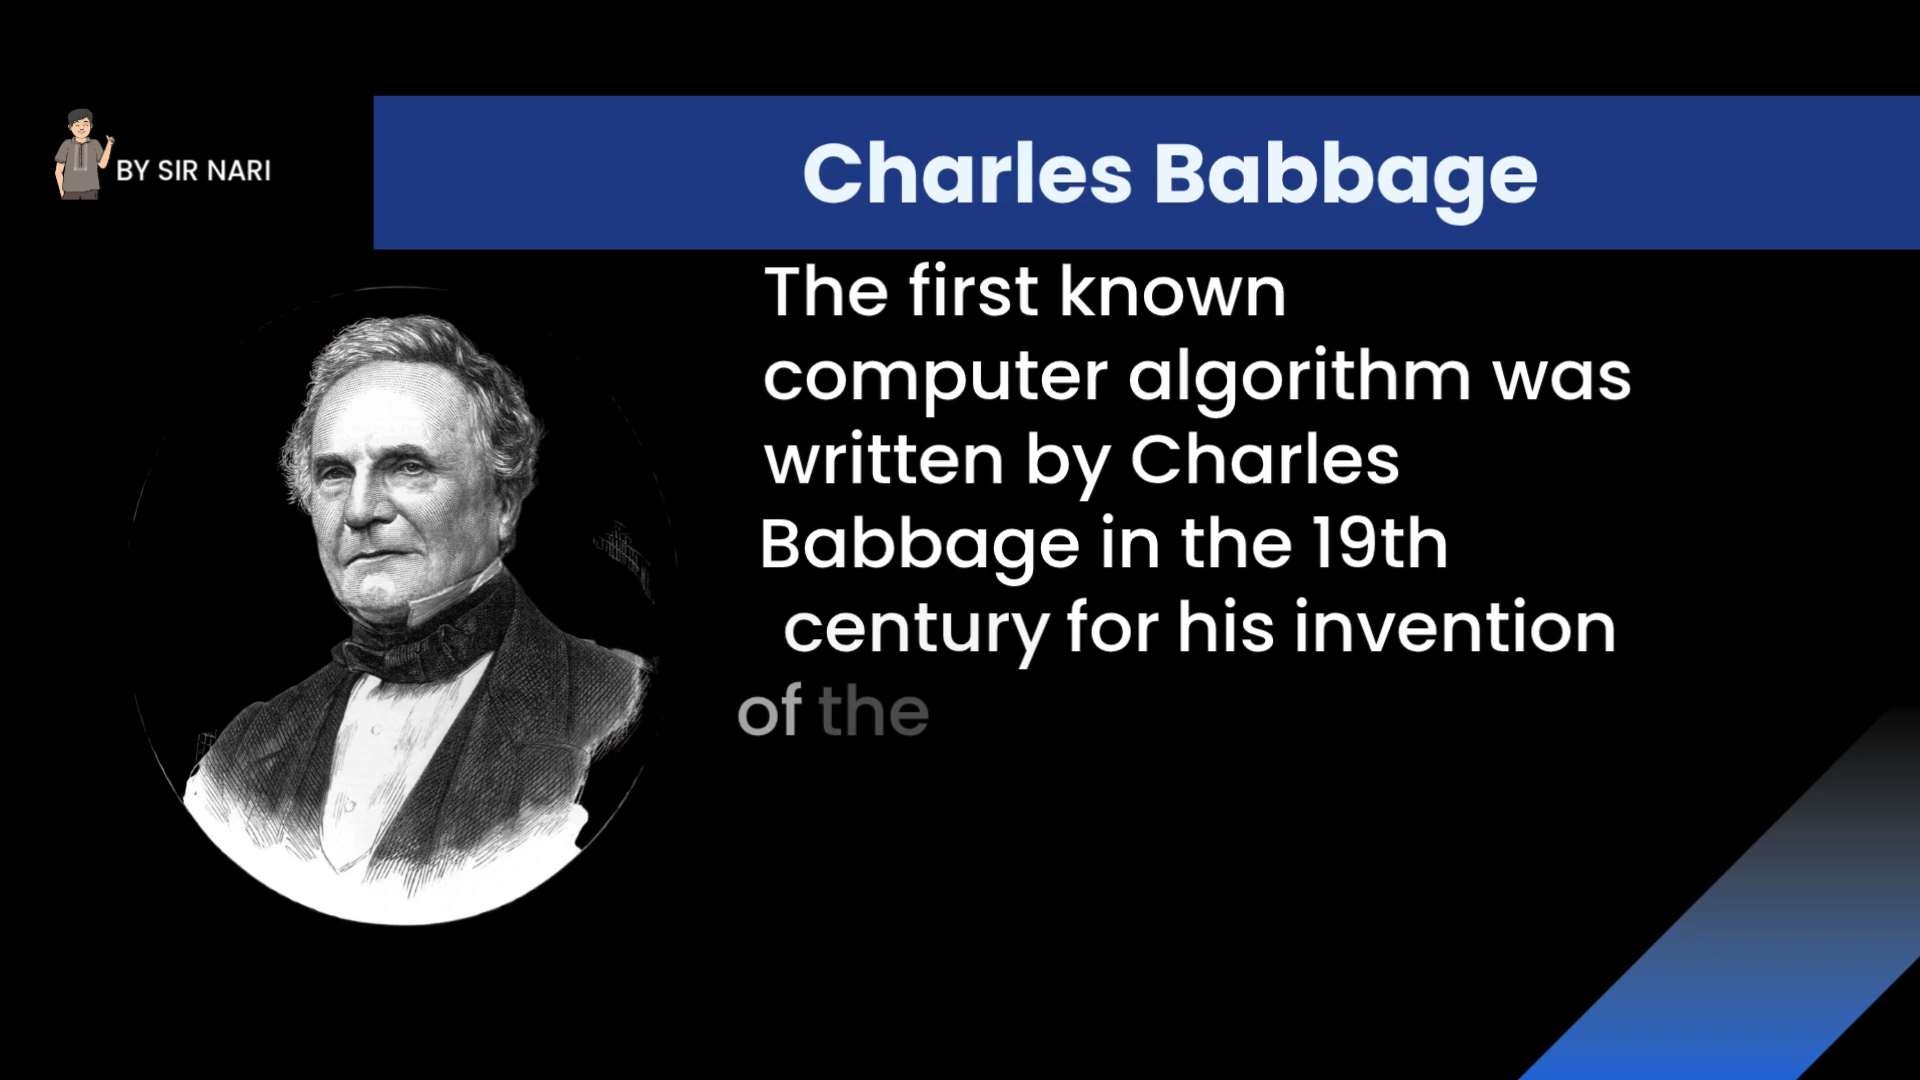 BY SIR NARI
Charles Babbage
The first known
computer algorithm was
written by Charles
Babbage in the 19th
century for his invention
of the